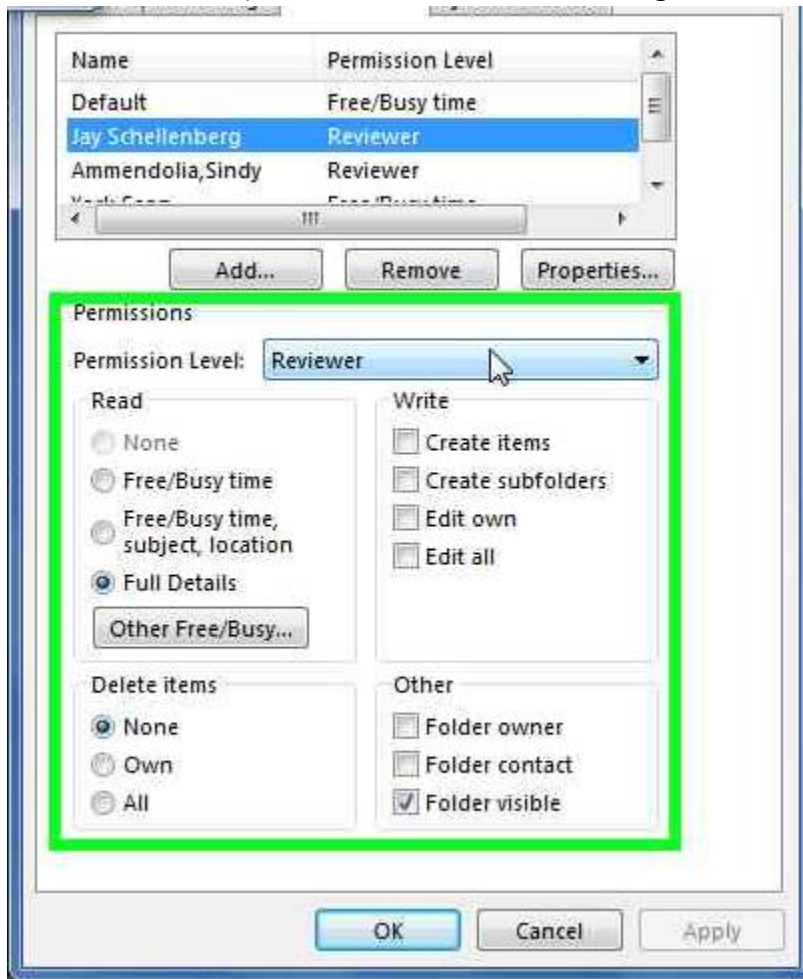 Name Permission Level
Default Free/Busy time
Jay Schellenberg Reviewer
Ammendolia,Sindy Reviewer
Add... Remove Properties...
Permissions
Permission Level: Reviewer
Read Write
None Create items
Free/Busy time Create subfolders
Free/Busy time, Edit own
subject, location Edit all
Full Details
Other Free/Busy...
Delete items Other
None Folder owner
Own Folder contact
All Folder visible
OK Cancel Apply